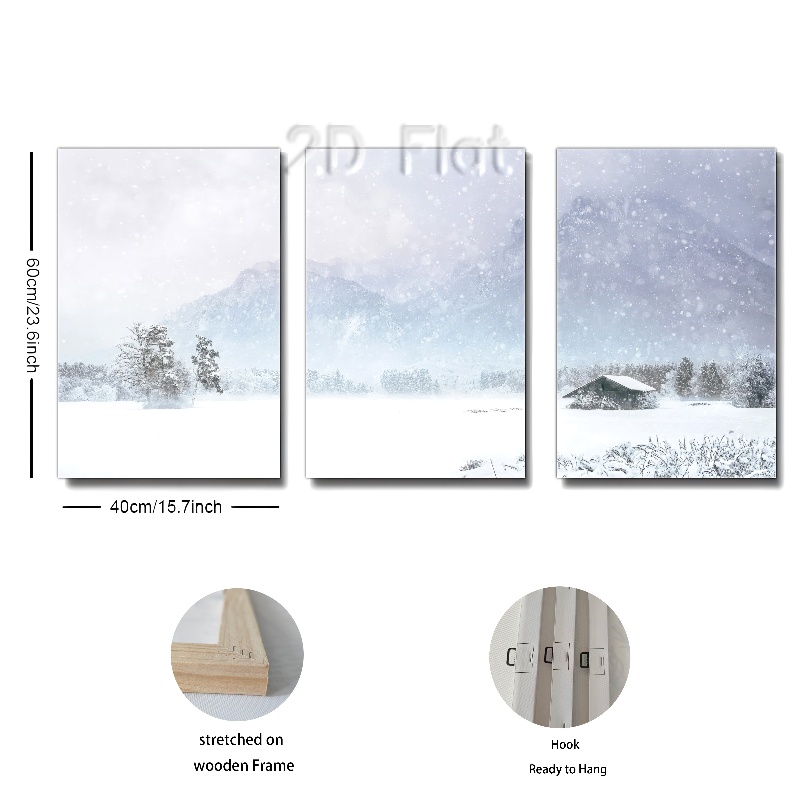 2D Flat
60cm/23.6inch
40cm/15.7inch
stretched on
wooden Frame
Hook
Ready to Hang